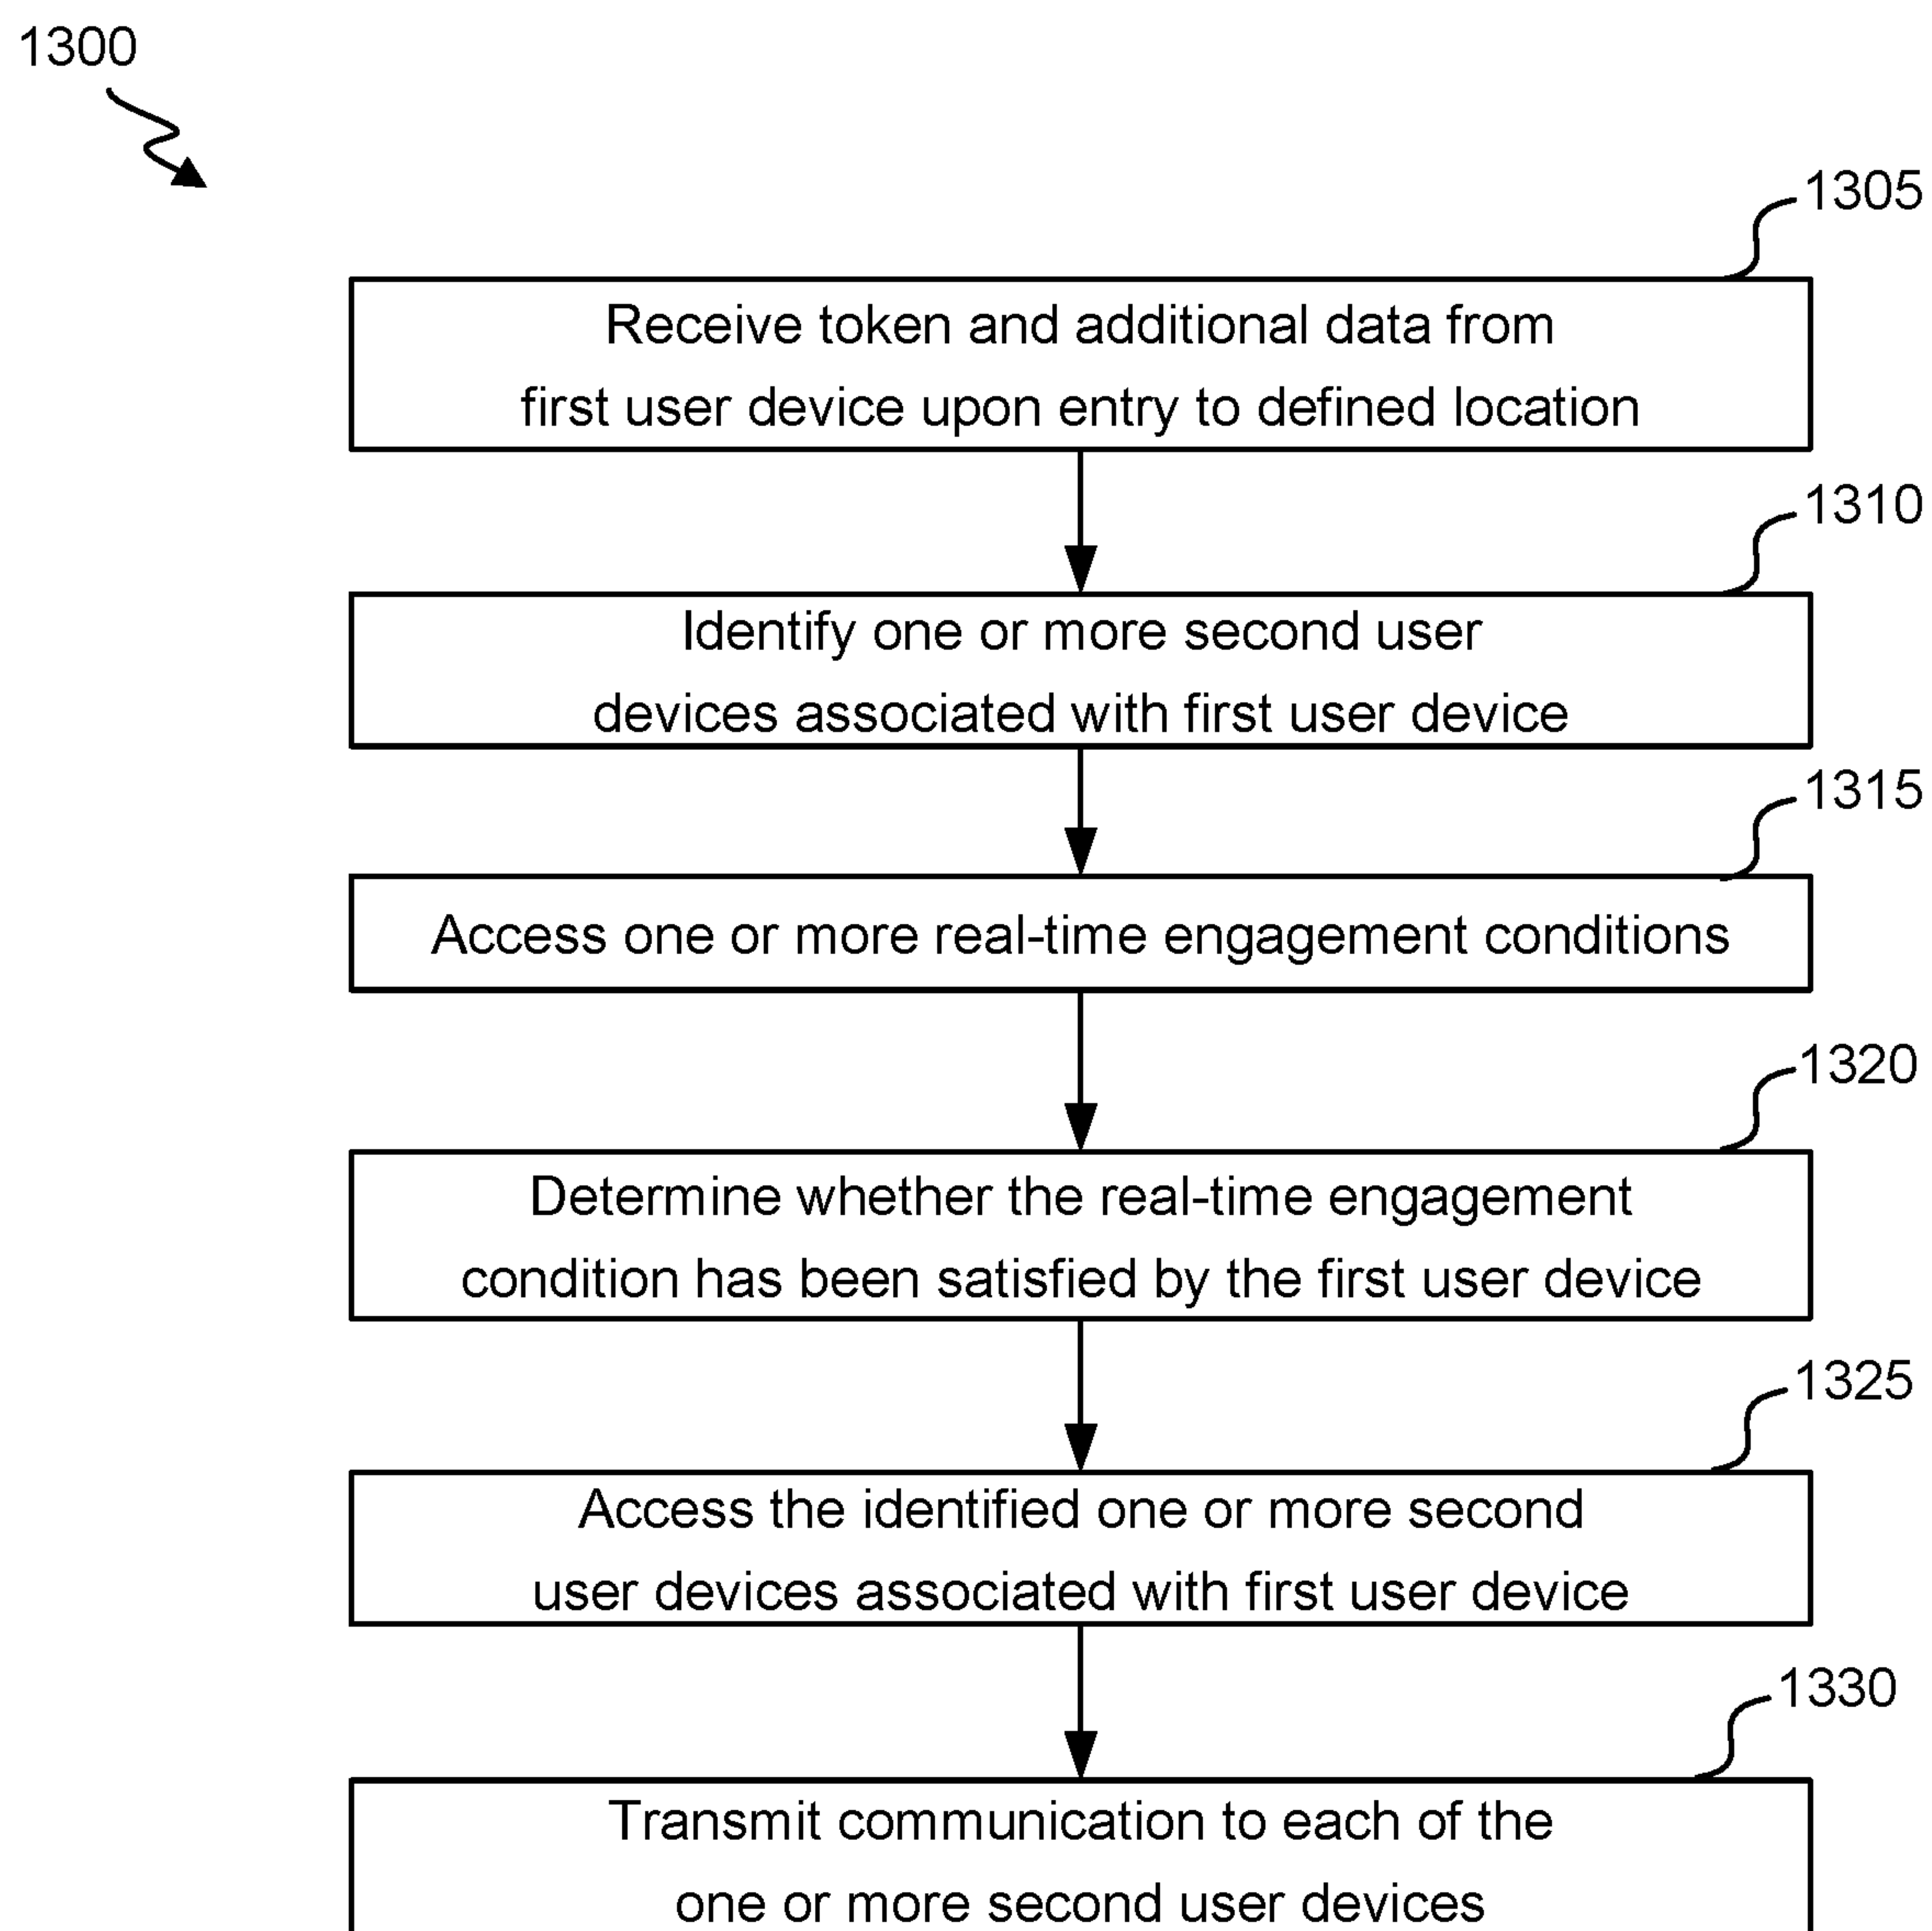 1300
1305
Receive token and additional data from
first user device upon entry to defined location
1310
Identify one or more second user
devices associated with first user device
1315
Access one or more real-time engagement conditions
1320
Determine whether the real-time engagement
condition has been satisfied by the first user device
1325
Access the identified one or more second
user devices associated with first user device
1330
Transmit communication to each of the
one or more second user devices